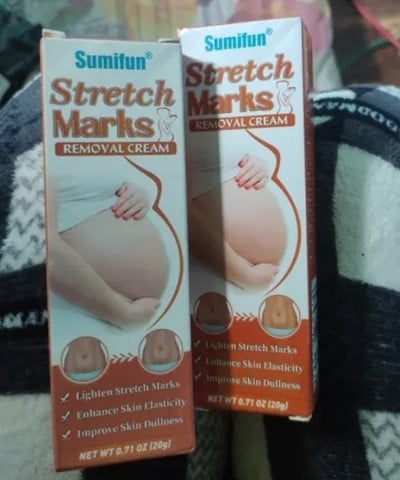 Sumifun®
Stretch
Marks
REMOVAL CREAM
✓ Lighten Stretch Marks
✓ Enhance Skin Elasticity
✓ Improve Skin Dullness
NET WT 0.71 OZ (20g)
Sumifun®
Stretch
Marks
REMOVAL CREAM
✓ Lighten Stretch Marks
✓ Enhance Skin Elasticity
✓ Improve Skin Dullness
NET WT 0.71 OZ (20g)